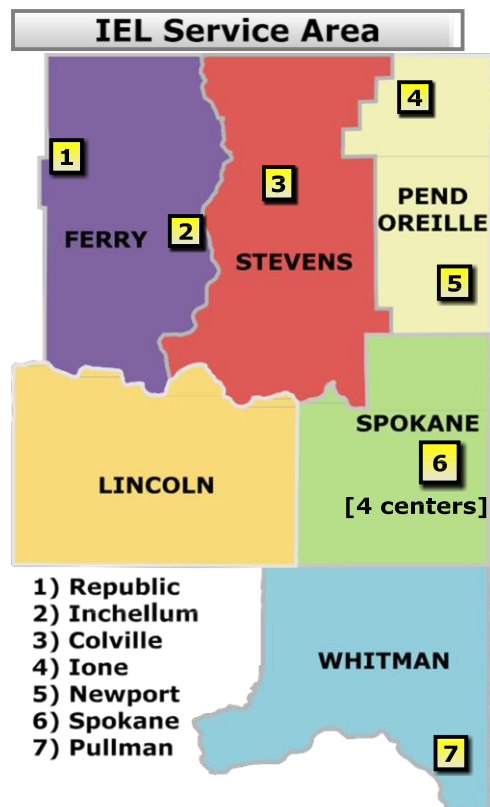 IEL Service Area
4
1
3
PEND
OREILLE
2
FERRY
STEVENS
5
SPOKANE
6
LINCOLN
[4 centers]
1) Republic
2) Inchellum
3) Colville
4) Ione
5) Newport
6) Spokane
7) Pullman
WHITMAN
7